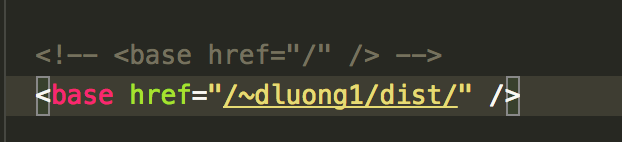 <!-- <base href="/" /> -->
<base href="/~dluong1/dist/" />